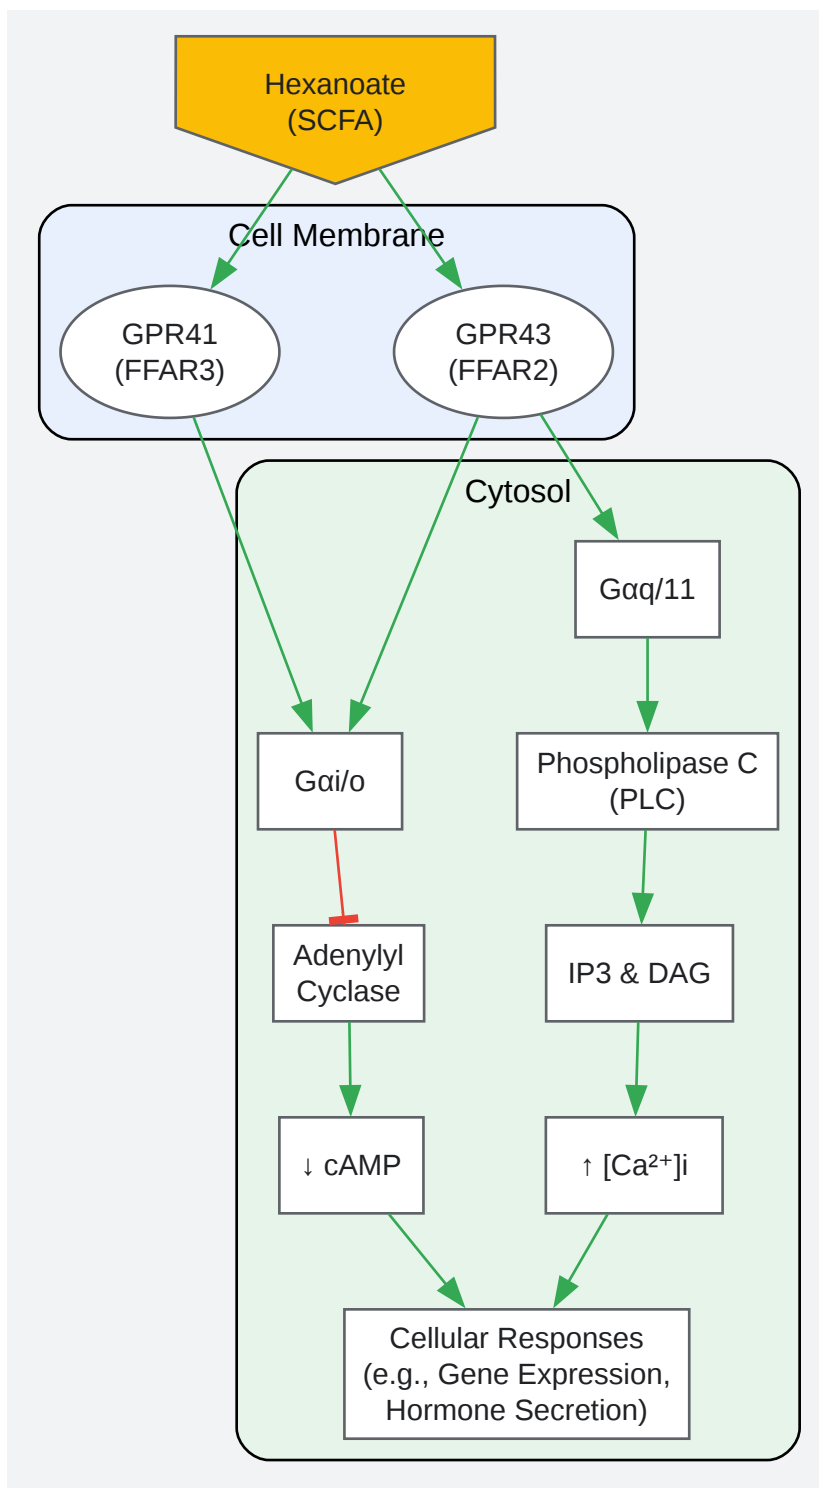 Hexanoate
(SCFA)
Cell Membrane
GPR41
(FFAR3)
GPR43
(FFAR2)
Cytosol
Gαq/11
Gαi/o
Phospholipase C
(PLC)
Adenylyl
Cyclase
IP3 & DAG
↓ cAMP
↑ [Ca²⁺]i
Cellular Responses
(e.g., Gene Expression,
Hormone Secretion)